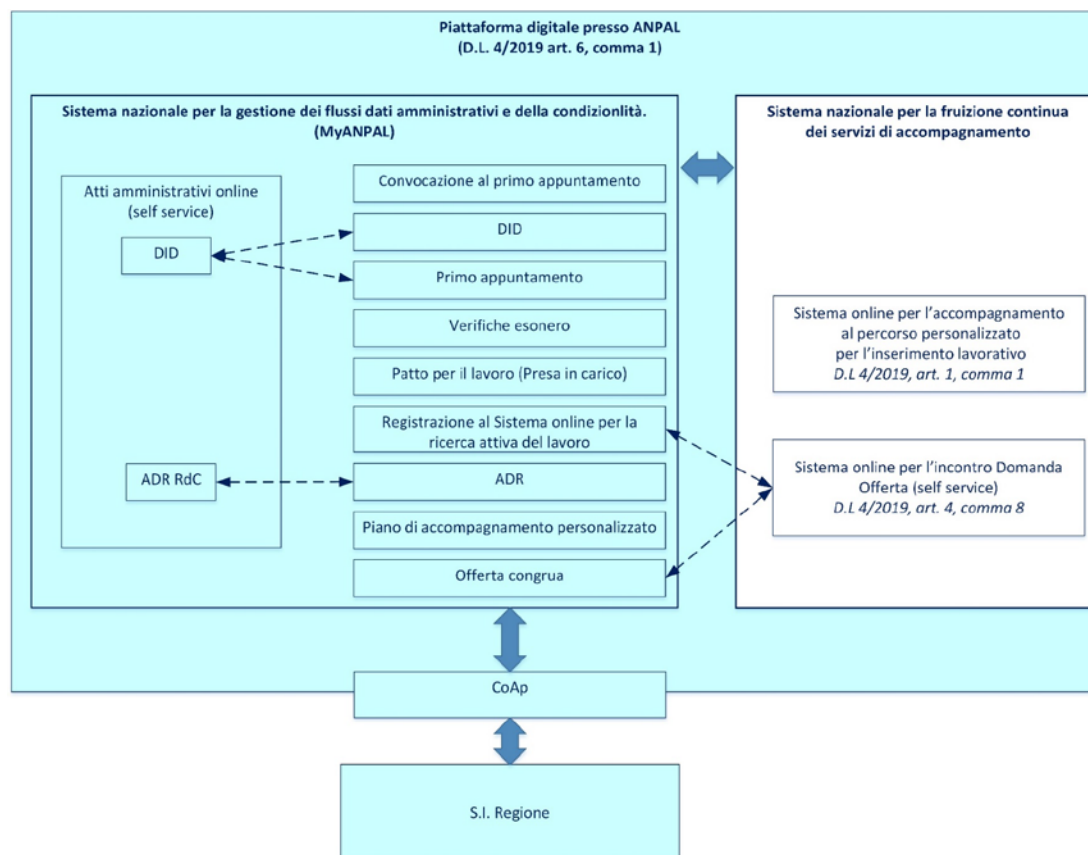 Piattaforma digitale presso ANPAL
(D.L. 4/2019 art. 6, comma 1)
Sistema nazionale per la gestione dei flussi dati amministrativi e della condizionlità.
(MyANPAL)
Atti amministrativi online
(self service)
DID
ADR RdC
Convocazione al primo appuntamento
DID
Primo appuntamento
Verifiche esonero
Patto per il lavoro (Presa in carico)
Registrazione al Sistema online per la
ricerca attiva del lavoro
ADR
Piano di accompagnamento personalizzato
Offerta congrua
Sistema nazionale per la fruizione continua
dei servizi di accompagnamento
Sistema online per l'accompagnamento
al percorso personalizzato
per l'inserimento lavorativo
D.L 4/2019, art. 1, comma 1
Sistema online per l'incontro Domanda
Offerta (self service)
D.L 4/2019, art. 4, comma 8
CoAp
S.I. Regione